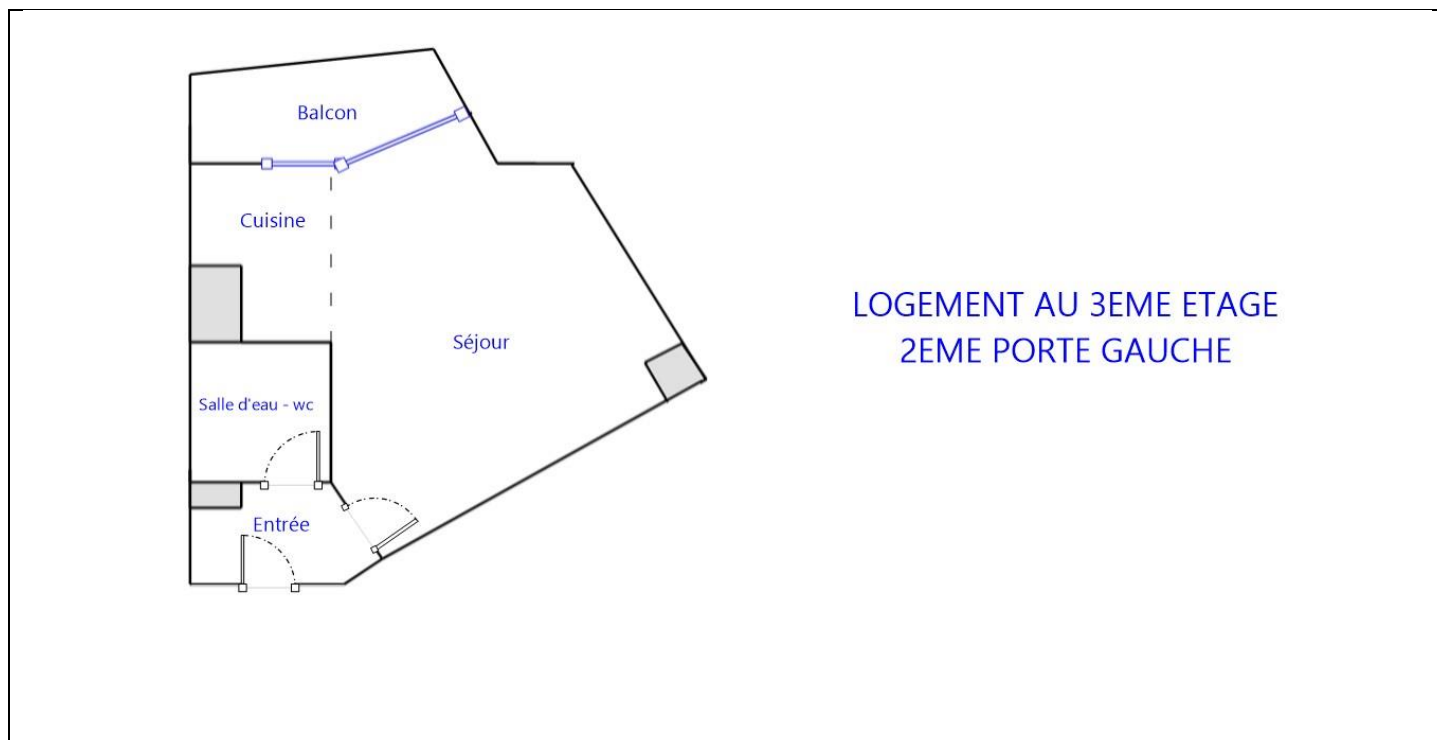 Balcon
Cuisine
Séjour
Salle d'eau - wc
Entrée
LOGEMENT AU 3EME ETAGE
2EME PORTE GAUCHE